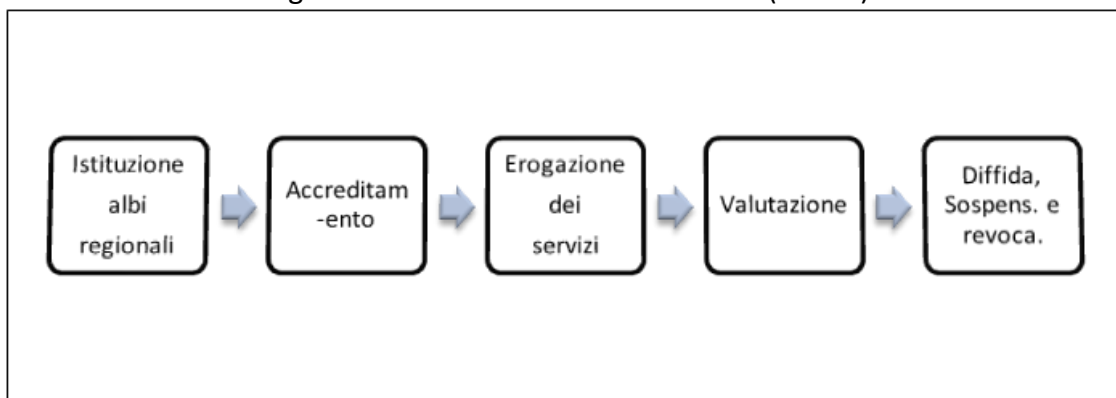 Istituzione
albi
regionali
Accreditam
-ento
Erogazione
dei
servizi
Valutazione
Diffida,
Sospens. e
revoca.